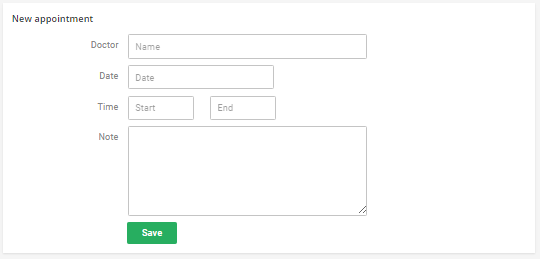 New appointment
Doctor Name
Date Date
Time Start End
Note
Save